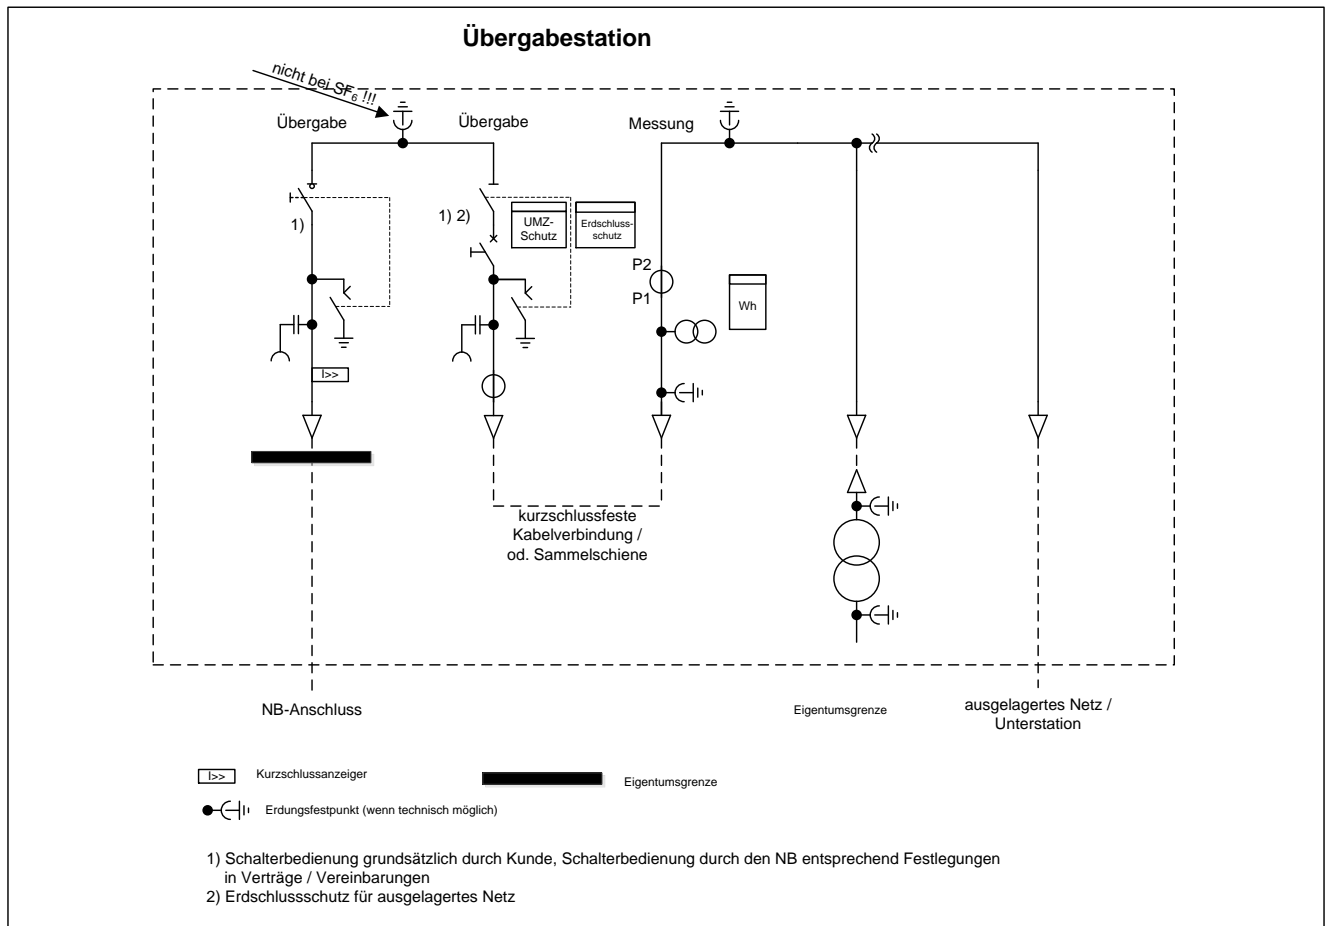 Übergabestation
nicht bei SF₆ !!!
Übergabe
Übergabe
Messung
1)
1) 2)
UMZ-
Schutz
Erdschluss-
schutz
P2
P1
Wh
I>>
kurzschlussfeste
Kabelverbindung /
od. Sammelschiene
NB-Anschluss
Eigentumsgrenze
ausgelagertes Netz /
Unterstation
I>>
Kurzschlussanzeiger
Eigentumsgrenze
Erdungsfestpunkt (wenn technisch möglich)
1) Schalterbedienung grundsätzlich durch Kunde, Schalterbedienung durch den NB entsprechend Festlegungen
in Verträge / Vereinbarungen
2) Erdschlussschutz für ausgelagertes Netz